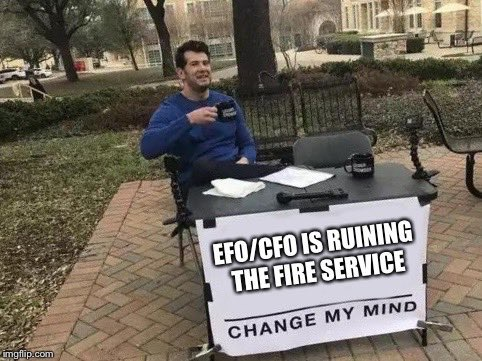 EFO/CFO IS RUINING
THE FIRE SERVICE
CHANGE MY MIND
imgflip.com